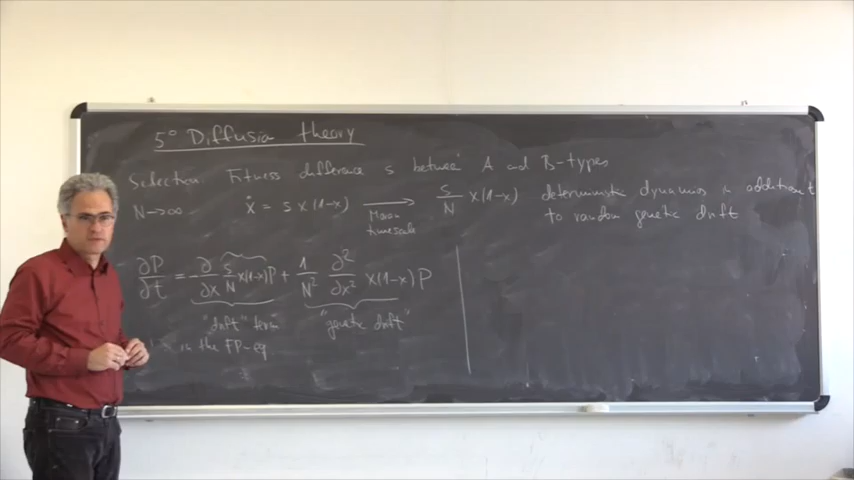 5° Diffusion theory
Selection Fitness difference s between A and B-types
N→∞ ẋ = s x (1-x) → s/N x(1-x) deterministic dynamics in addition
Moran timescale
to random genetic drift
∂P/∂t = -∂/∂x s/N x(1-x)P + 1/N² ∂²/∂x² x(1-x)P
"drift" term "genetic drift"
in the FP-eq